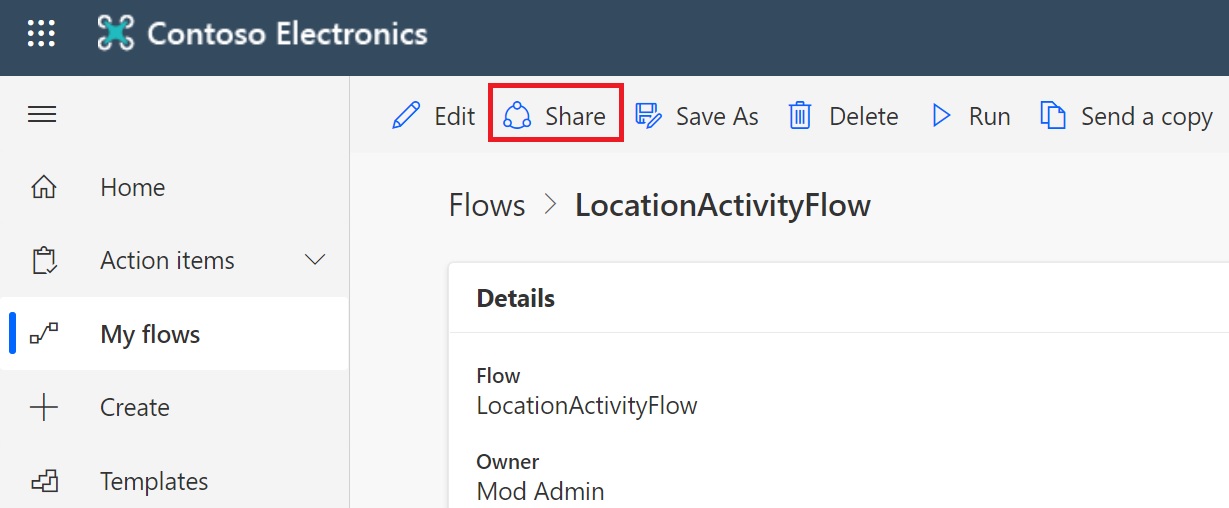 Contoso Electronics
Edit Share Save As Delete Run Send a copy
Home
Action items
My flows
Create
Templates
Flows > LocationActivityFlow
Details
Flow
LocationActivityFlow
Owner
Mod Admin